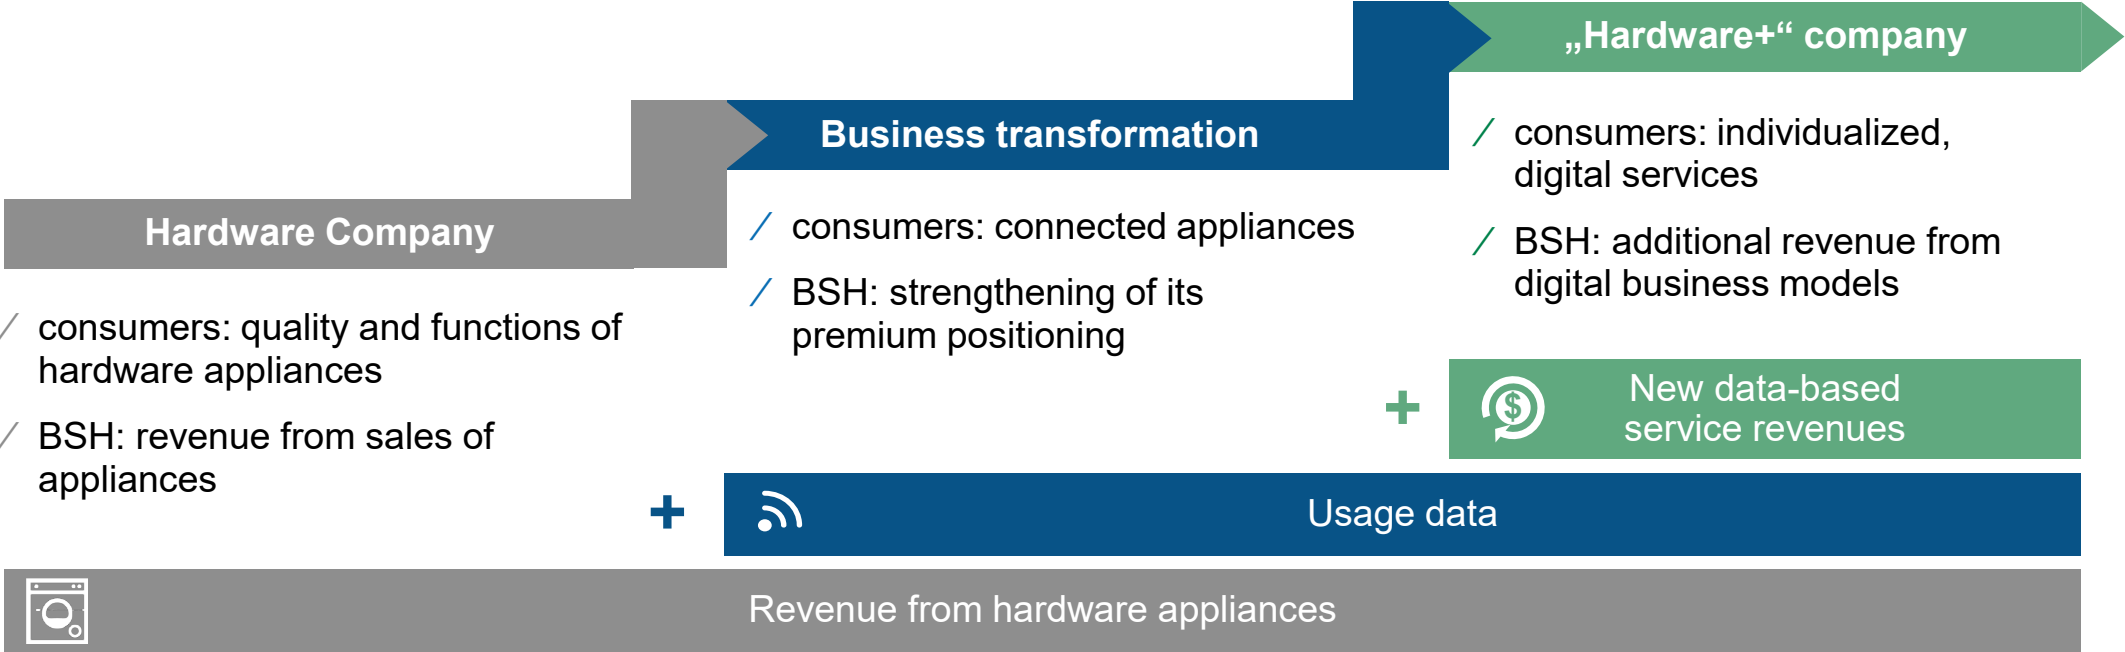 Hardware Company
consumers: quality and functions of
hardware appliances
BSH: revenue from sales of
appliances
Business transformation
consumers: connected appliances
BSH: strengthening of its
premium positioning
„Hardware+“ company
consumers: individualized,
digital services
BSH: additional revenue from
digital business models
+
$
New data-based
service revenues
+
Usage data
Revenue from hardware appliances